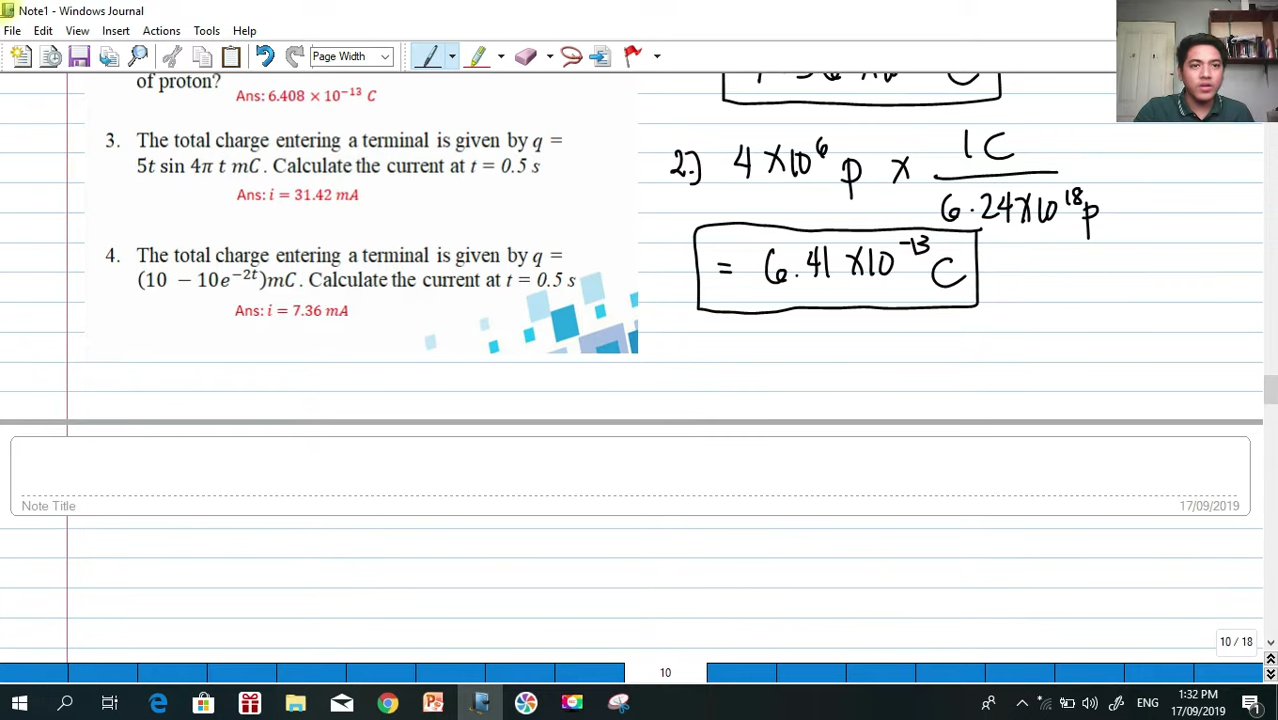 Note1 - Windows Journal
File Edit View Insert Actions Tools Help
Page Width
of proton?
Ans: 6.408 × 10⁻¹³ C
3. The total charge entering a terminal is given by q =
5t sin 4π t mC. Calculate the current at t = 0.5 s
Ans: i = 31.42 mA
4. The total charge entering a terminal is given by q =
(10 − 10e⁻²ᵗ)mC. Calculate the current at t = 0.5 s
Ans: i = 7.36 mA
2.) 4 x 10⁶ p x 1C
6.24 x 10¹⁸ p
= 6.41 x 10⁻¹³ C
Note Title
17/09/2019
10 / 18
10
ENG
1:32 PM
17/09/2019
1